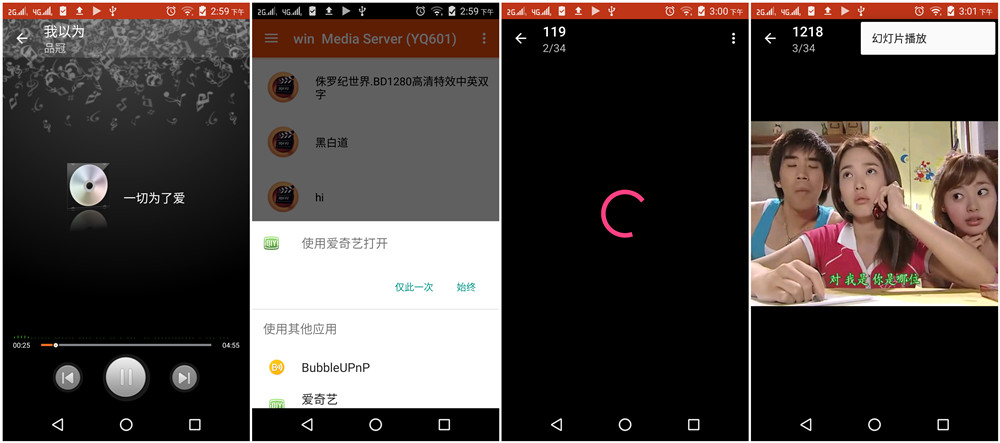 2G 4G 2:59 下午
我以为
品冠
一切为了爱
00:25
04:55
2G 4G 2:59 下午
win Media Server (YQ601)
侏罗纪世界.BD1280高清特效中英双
字
黑白道
hi
使用爱奇艺打开
仅此一次 始终
使用其他应用
BubbleUPnP
爱奇艺
2G 4G 3:00 下午
119
2/34
2G 4G 3:01 下午
1218
3/34
幻灯片播放
对 我是 你是哪位